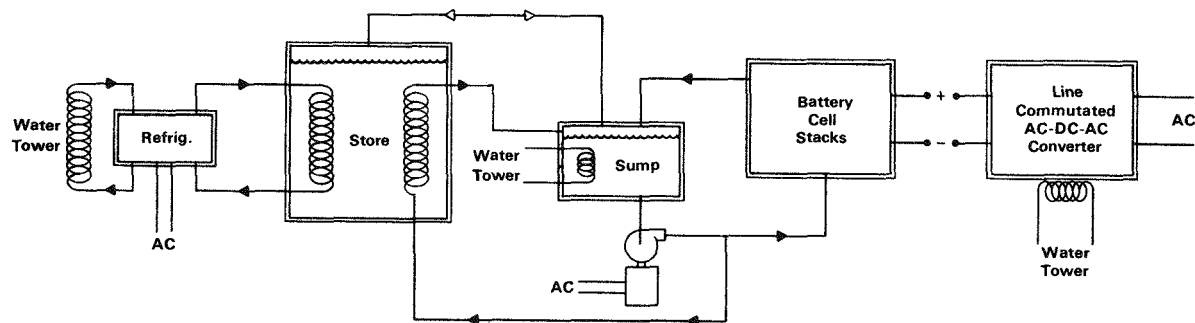 Water
Tower
Refrig.
AC
Store
Water
Tower
Sump
AC
Battery
Cell
Stacks
+
-
Line
Commutated
AC-DC-AC
Converter
AC
Water
Tower